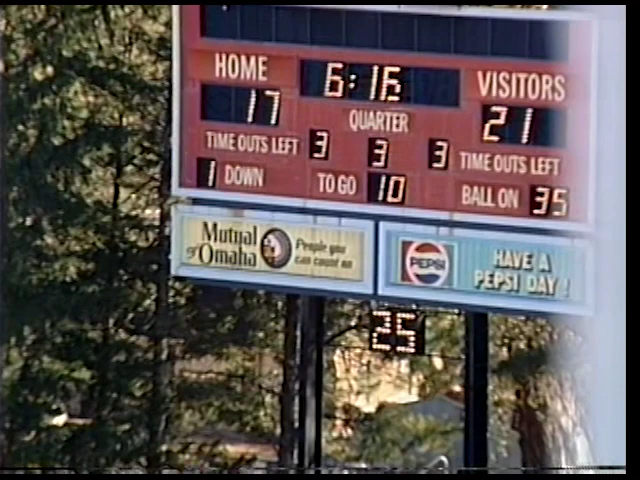 HOME 6:16 VISITORS
17 QUARTER 21
TIME OUTS LEFT 3 3 3 TIME OUTS LEFT
1 DOWN TO GO 10 BALL ON 35
Mutual of Omaha
People you can count on
PEPSI
HAVE A
PEPSI DAY!
25